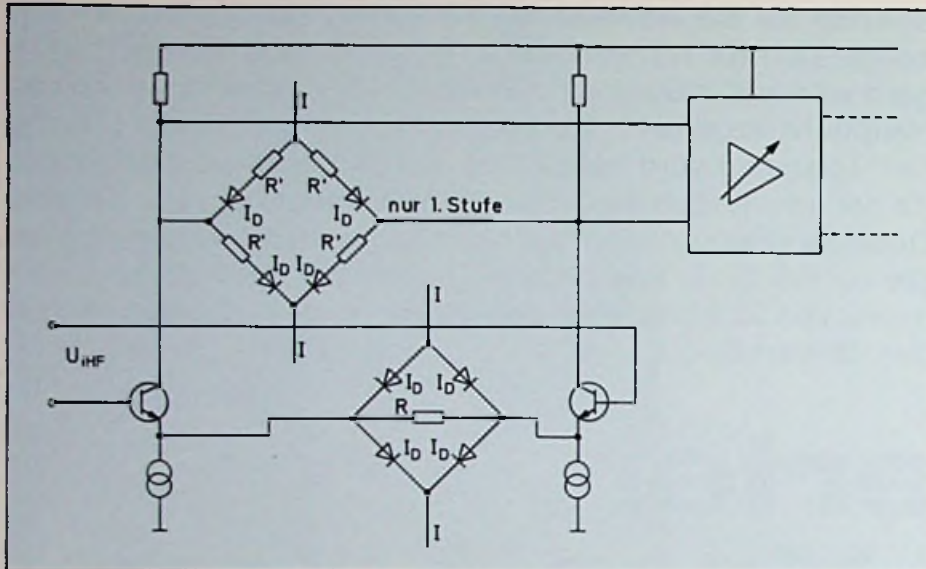 I
R' R'
I_D I_D
nur 1. Stufe
R' R'
I_D I_D
I
I
U_iHF
I_D I_D
R
I_D I_D
I